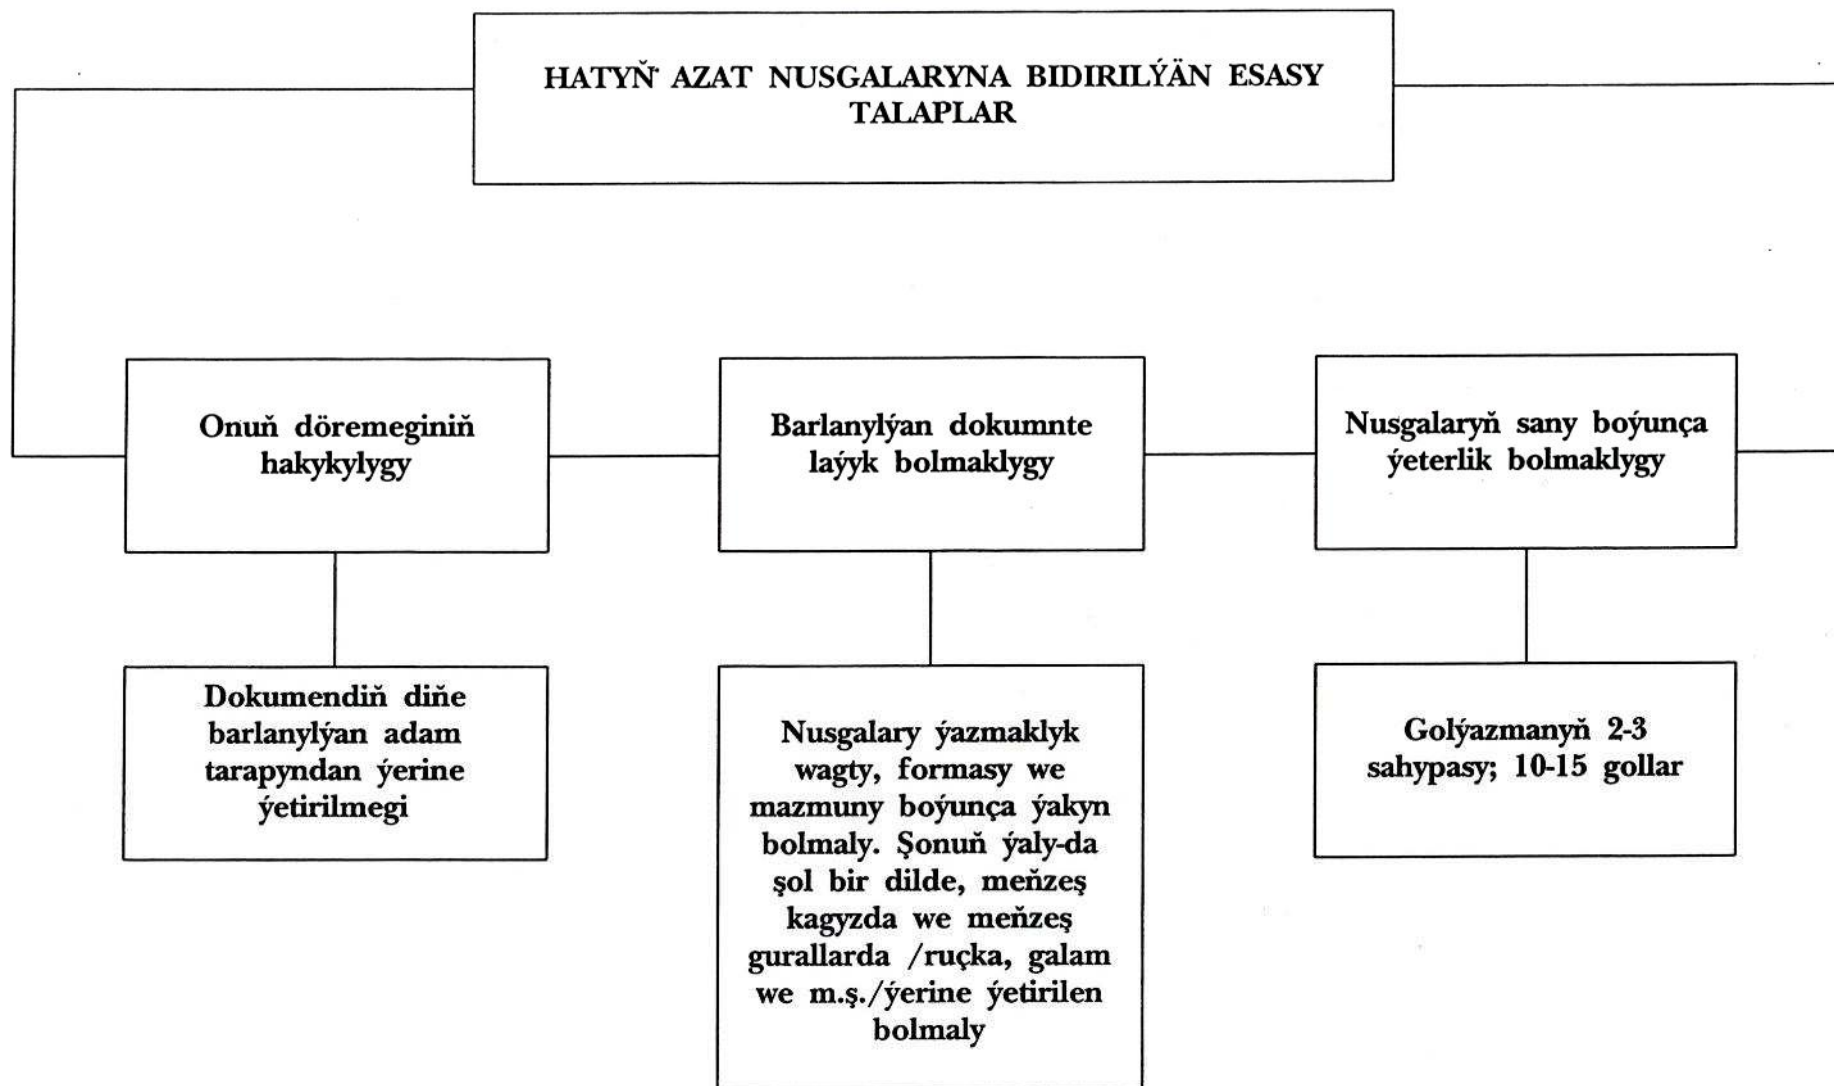 HATYŇ AZAT NUSGALARYNA BIDIRILÝÄN ESASY
TALAPLAR
Onuň döremeginiň
hakykylygy
Barlanylýan dokumnte
laýyk bolmaklygy
Nusgalaryň sany boýunça
ýeterlik bolmaklygy
Dokumendiň diňe
barlanylýan adam
tarapyndan ýerine
ýetirilmegi
Nusgalary ýazmaklyk
wagty, formasy we
mazmuny boýunça ýakyn
bolmaly. Şonuň ýaly-da
şol bir dilde, meňzeş
kagyzda we meňzeş
gurallarda /ruçka, galam
we m.ş./ýerine ýetirilen
bolmaly
Golýazmanyň 2-3
sahypasy; 10-15 gollar